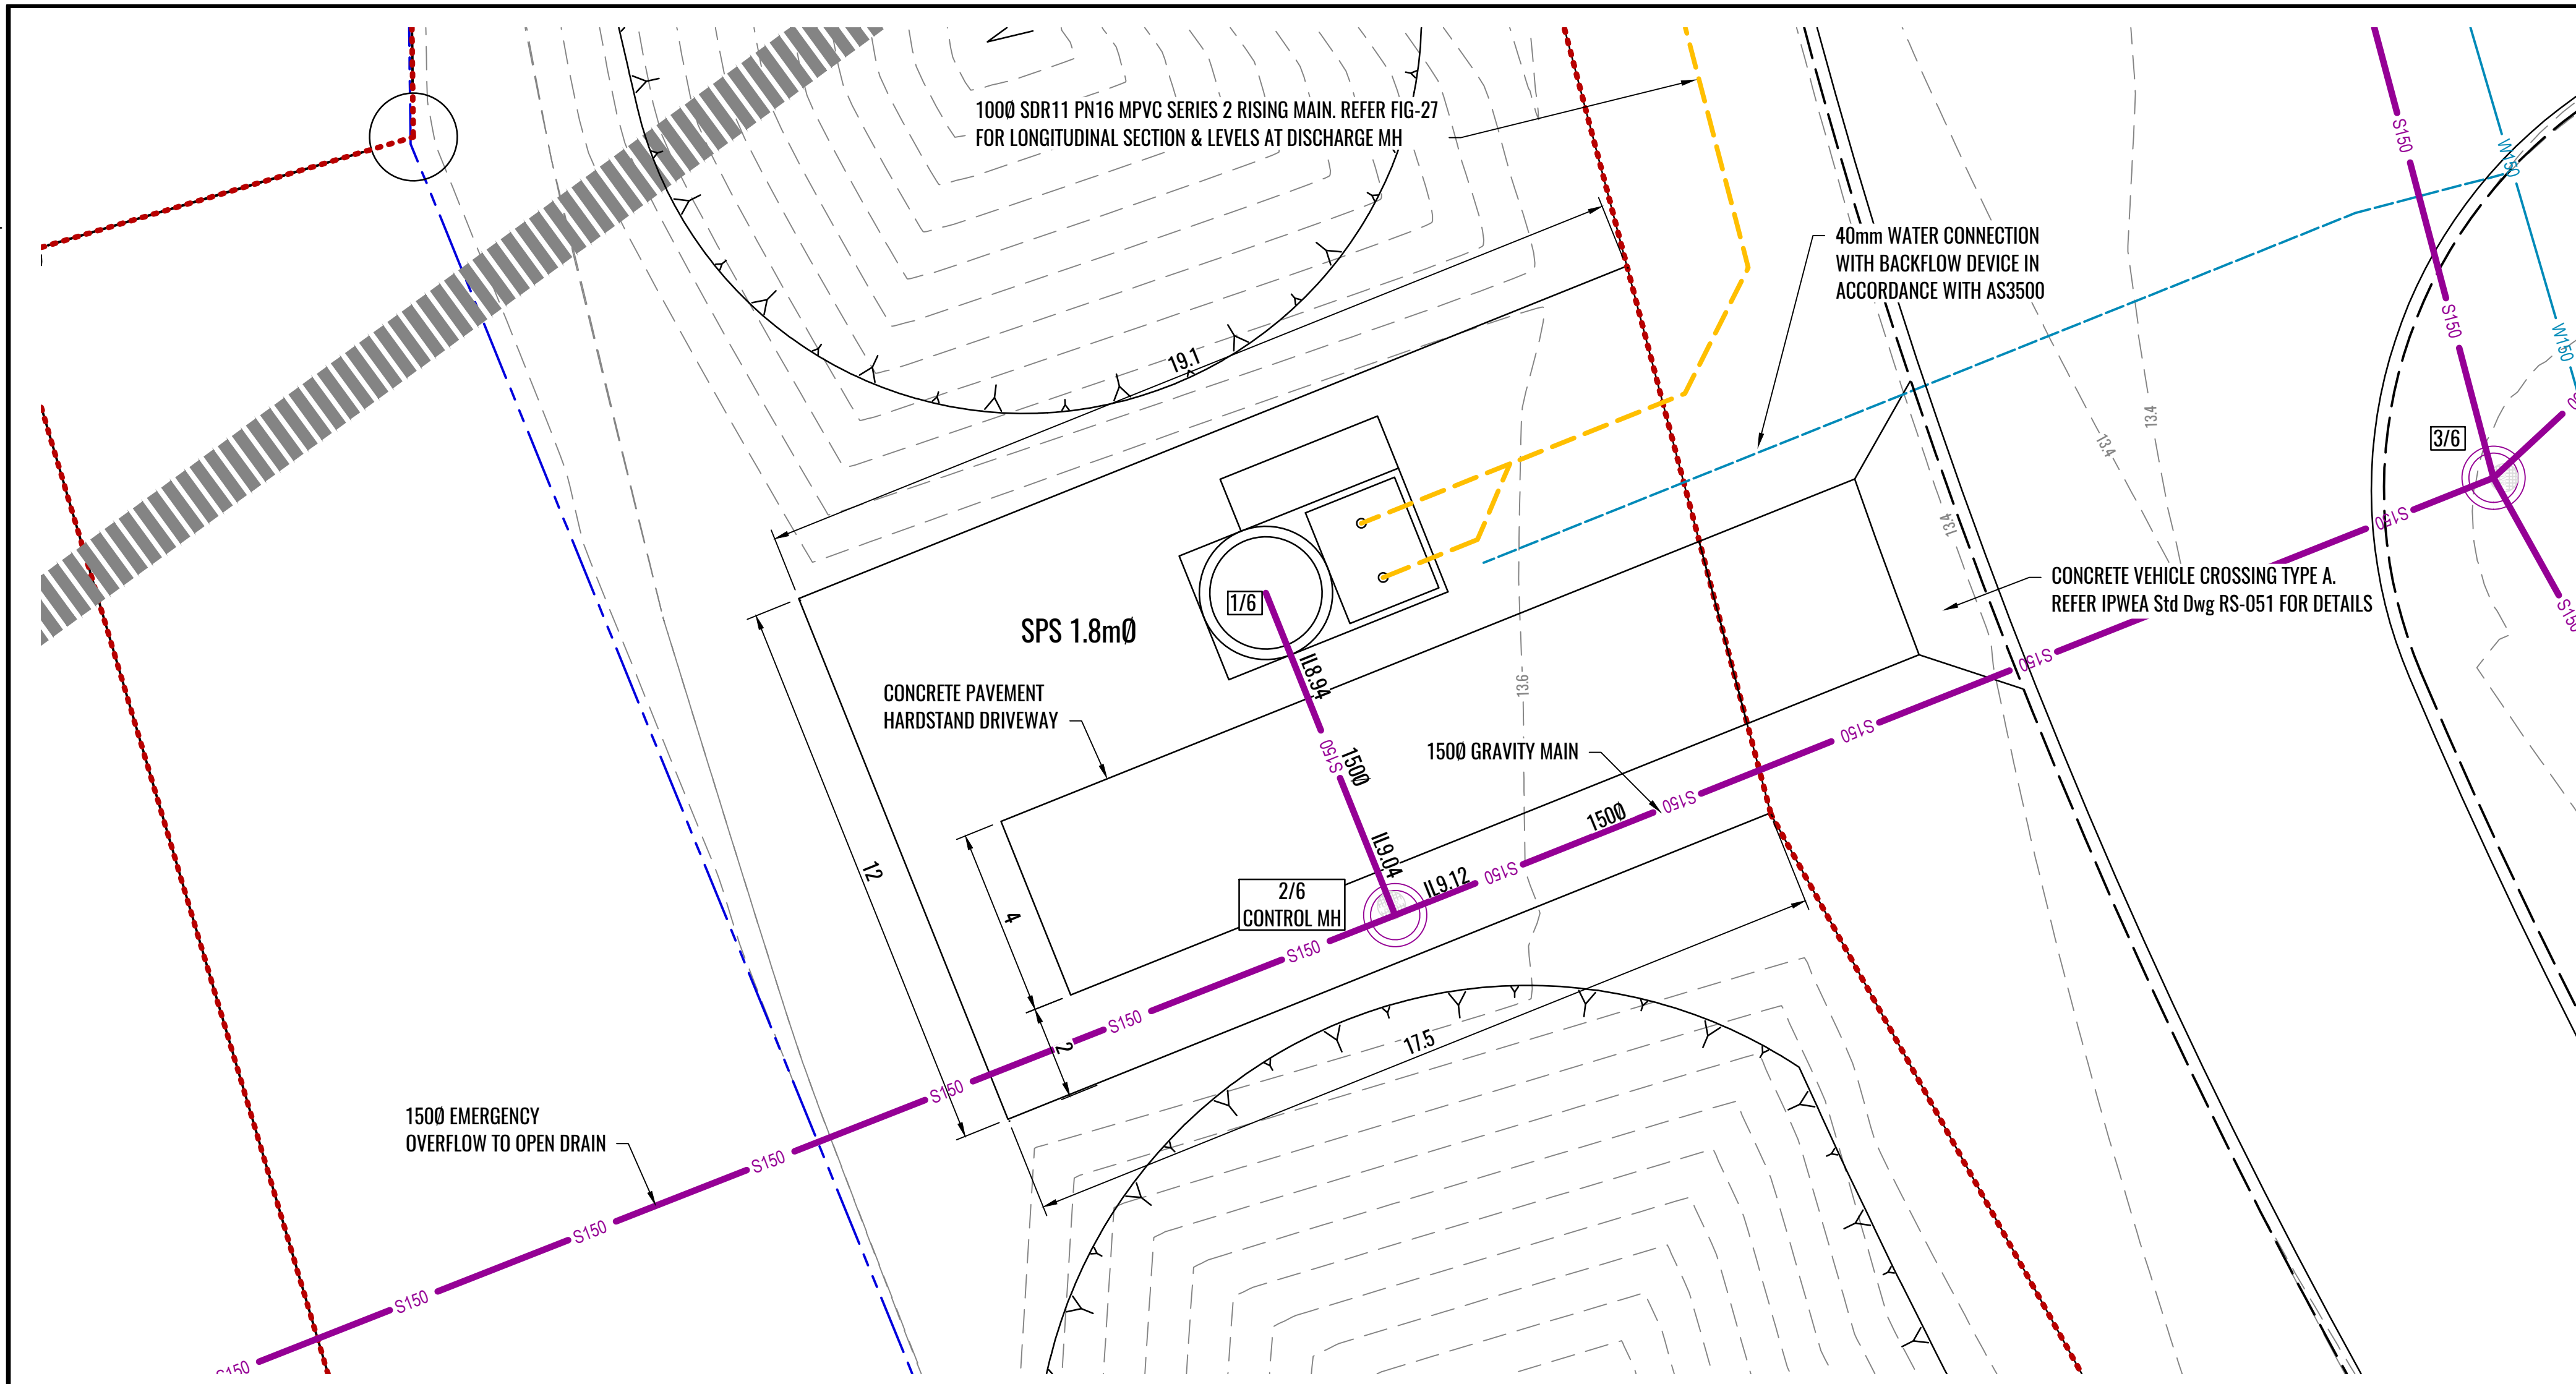 100Ø SDR11 PN16 MPVC SERIES 2 RISING MAIN. REFER FIG-27
FOR LONGITUDINAL SECTION & LEVELS AT DISCHARGE MH
S150
W150
40mm WATER CONNECTION
WITH BACKFLOW DEVICE IN
ACCORDANCE WITH AS3500
S150
W150
19.1
13.4
13.4
3/6
S150
13.4
CONCRETE VEHICLE CROSSING TYPE A.
REFER IPWEA Std Dwg RS-051 FOR DETAILS
S150
1/6
SPS 1.8mØ
IL8.94
S150
13.6
CONCRETE PAVEMENT
HARDSTAND DRIVEWAY
S150
150Ø GRAVITY MAIN
S150
150Ø
S150
150Ø
12
IL9.04
S150
IL9.12
2/6
CONTROL MH
4
S150
S150
2
17.5
S150
150Ø EMERGENCY
OVERFLOW TO OPEN DRAIN
S150
S150
S150
S150